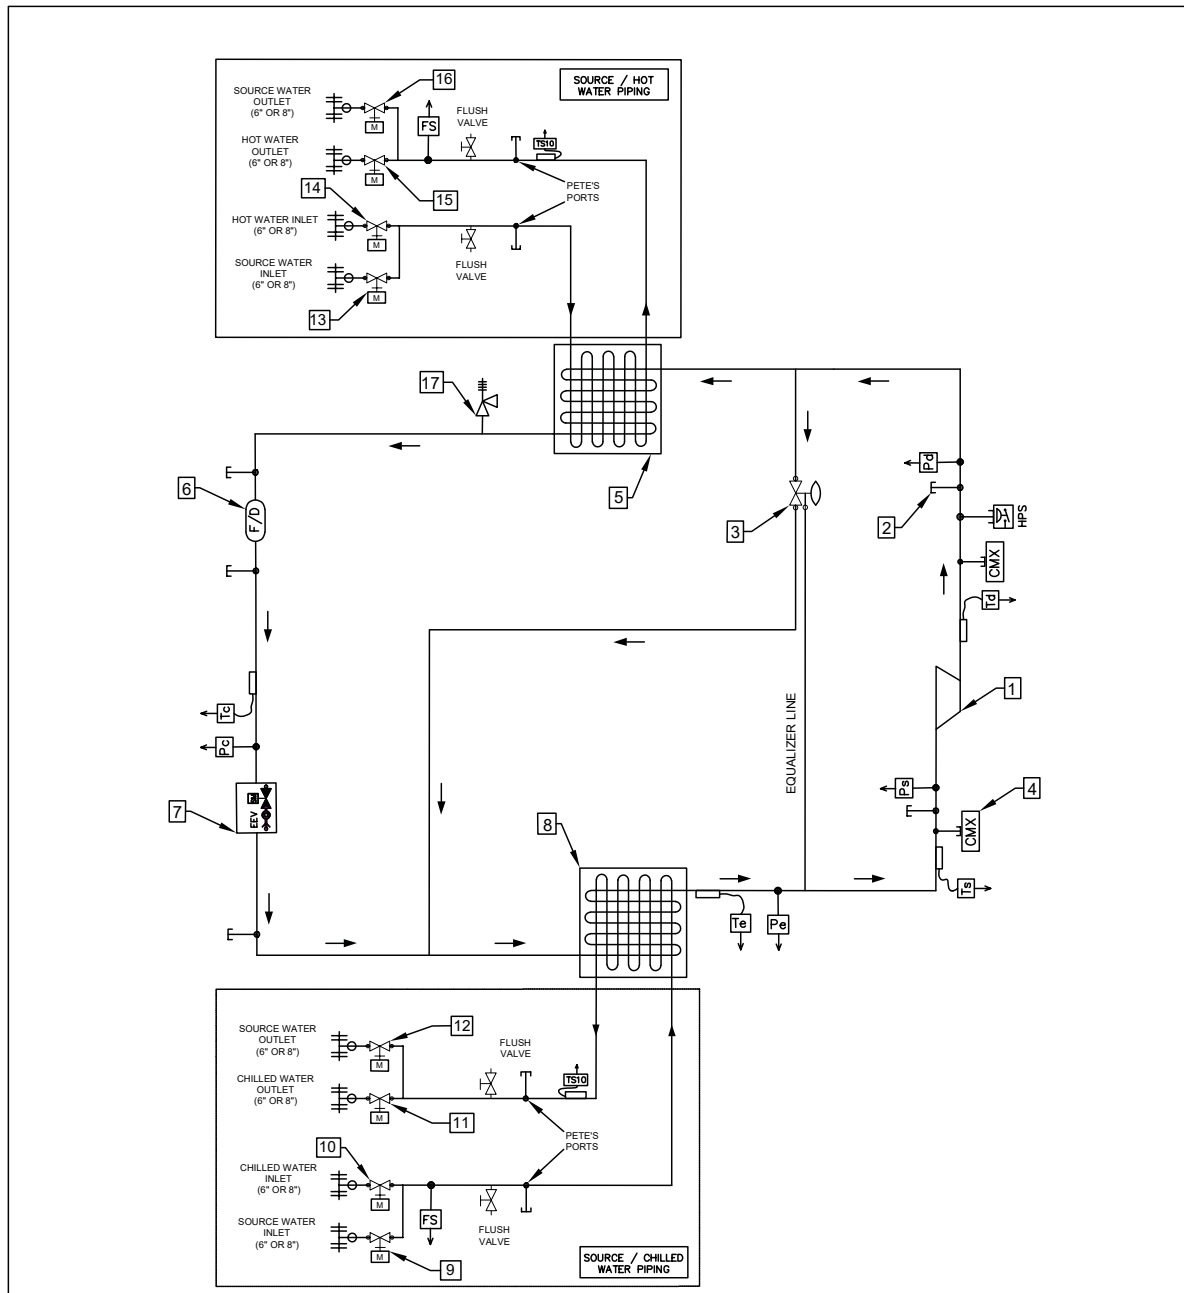 SOURCE / HOT
WATER PIPING
16
SOURCE WATER
OUTLET
(6" OR 8")
M
FS
FLUSH
VALVE
TS10
HOT WATER
OUTLET
(6" OR 8")
M
15
14
PETE'S
PORTS
HOT WATER INLET
(6" OR 8")
M
FLUSH
VALVE
SOURCE WATER
INLET
(6" OR 8")
M
13
17
5
6
F/D
Pd
2
HPS
3
CMX
Td
1
Tc
Pc
EQUALIZER LINE
7
EEV
Ps
4
CMX
8
Ts
Te
Pe
12
SOURCE WATER
OUTLET
(6" OR 8")
M
FLUSH
VALVE
TS10
CHILLED WATER
OUTLET
(6" OR 8")
M
11
10
PETE'S
PORTS
CHILLED WATER
INLET
(6" OR 8")
M
FS
FLUSH
VALVE
SOURCE WATER
INLET
(6" OR 8")
M
9
SOURCE / CHILLED
WATER PIPING